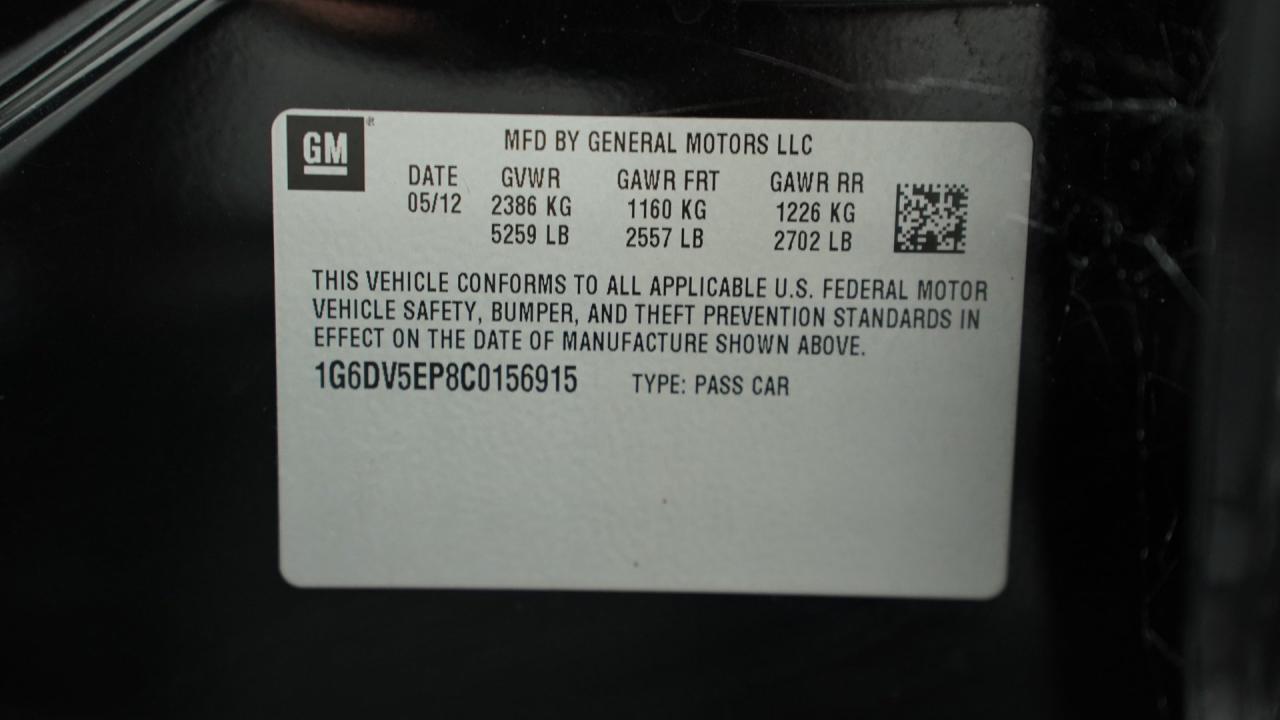 GM®
MFD BY GENERAL MOTORS LLC
DATE GVWR GAWR FRT GAWR RR
05/12 2386 KG 1160 KG 1226 KG
5259 LB 2557 LB 2702 LB
THIS VEHICLE CONFORMS TO ALL APPLICABLE U.S. FEDERAL MOTOR
VEHICLE SAFETY, BUMPER, AND THEFT PREVENTION STANDARDS IN
EFFECT ON THE DATE OF MANUFACTURE SHOWN ABOVE.
1G6DV5EP8C0156915 TYPE: PASS CAR